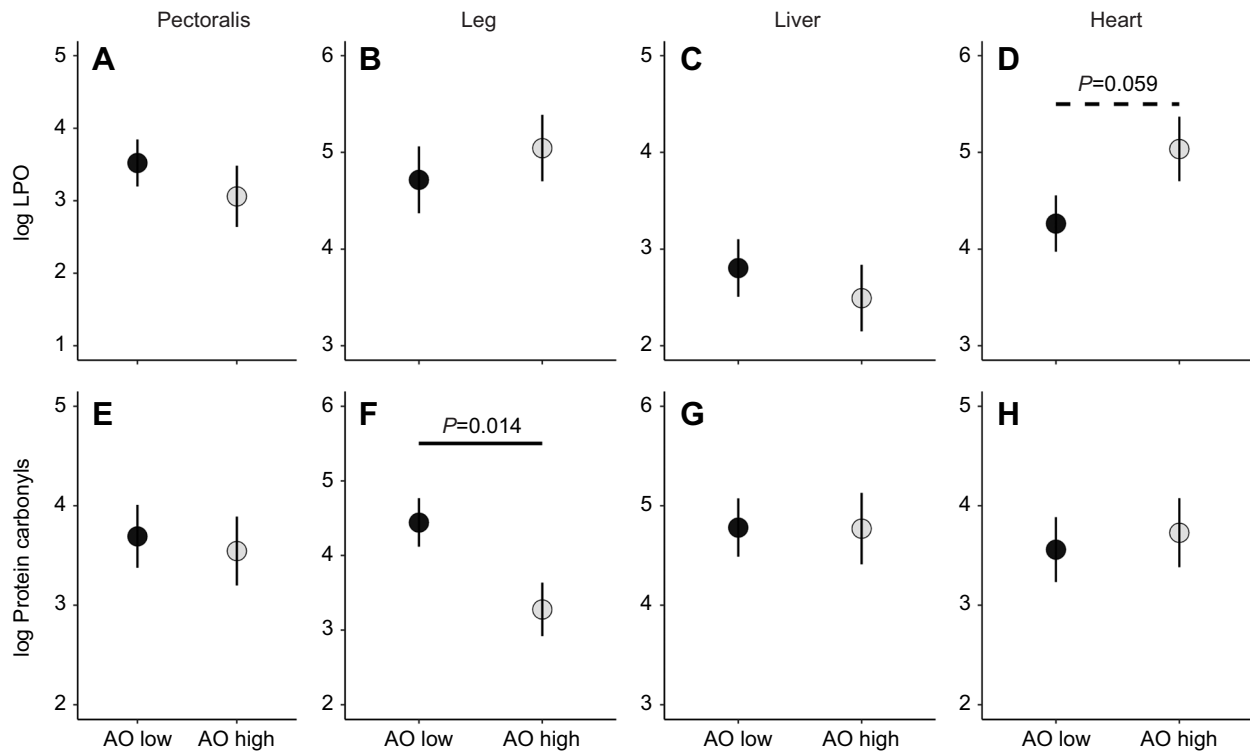 Pectoralis Leg Liver Heart
A B C D
5 6 5 6
P=0.059
4 5 4 5
3
2 4 3 4
1 3 2 3
log LPO
E F G H
5 6 6 5
P=0.014
5
4 5 4
4
3 4 3
3
2 2 3 2
log Protein carbonyls
AO low AO high AO low AO high AO low AO high AO low AO high